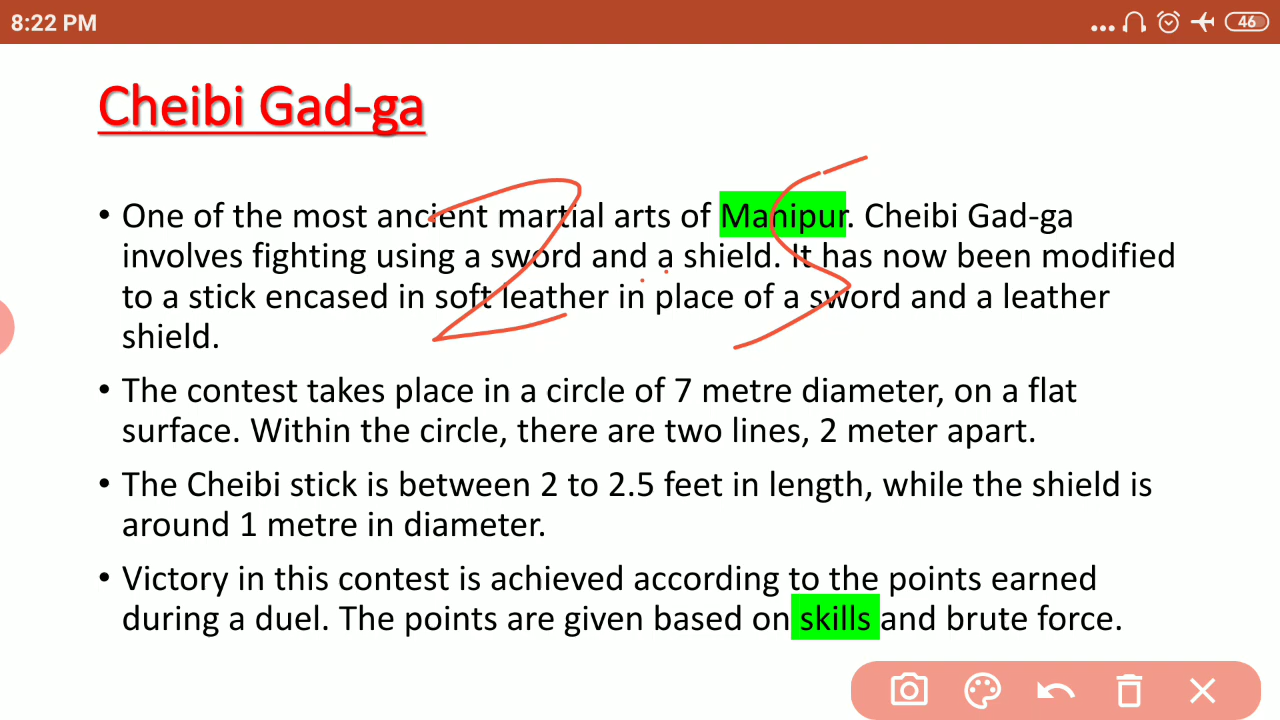 8:22 PM
46
Cheibi Gad-ga
• One of the most ancient martial arts of Manipur. Cheibi Gad-ga
involves fighting using a sword and a shield. It has now been modified
to a stick encased in soft leather in place of a sword and a leather
shield.
• The contest takes place in a circle of 7 metre diameter, on a flat
surface. Within the circle, there are two lines, 2 meter apart.
• The Cheibi stick is between 2 to 2.5 feet in length, while the shield is
around 1 metre in diameter.
• Victory in this contest is achieved according to the points earned
during a duel. The points are given based on skills and brute force.
25